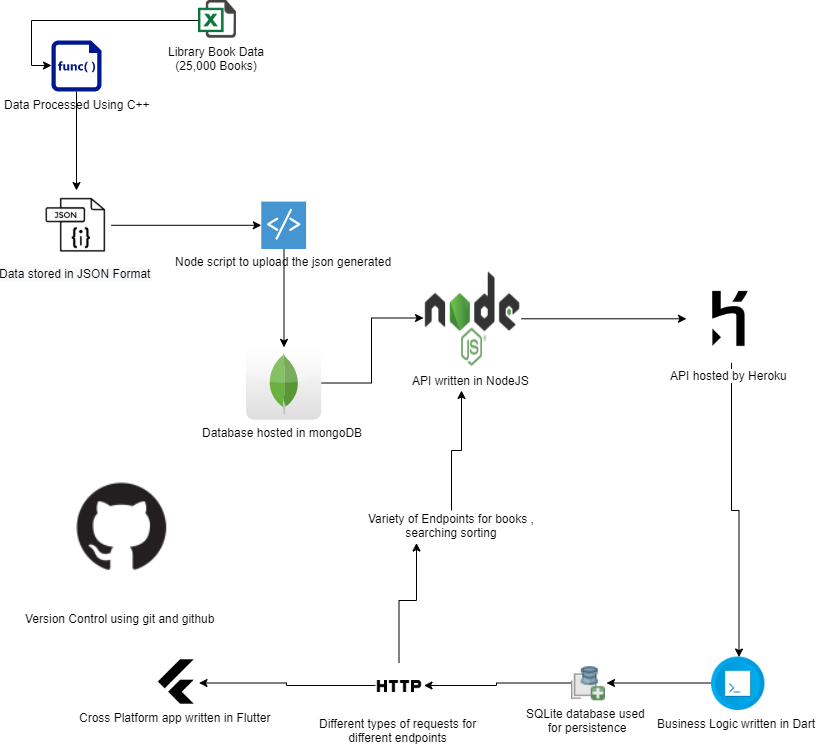 Library Book Data
(25,000 Books)
func( )
Data Processed Using C++
JSON
{i}
Data stored in JSON Format
</>
Node script to upload the json generated
node
JS
API written in NodeJS
API hosted by Heroku
Database hosted in mongoDB
Variety of Endpoints for books ,
searching sorting
Version Control using git and github
HTTP
Cross Platform app written in Flutter
Different types of requests for
different endpoints
SQLite database used
for persistence
>_
Business Logic written in Dart